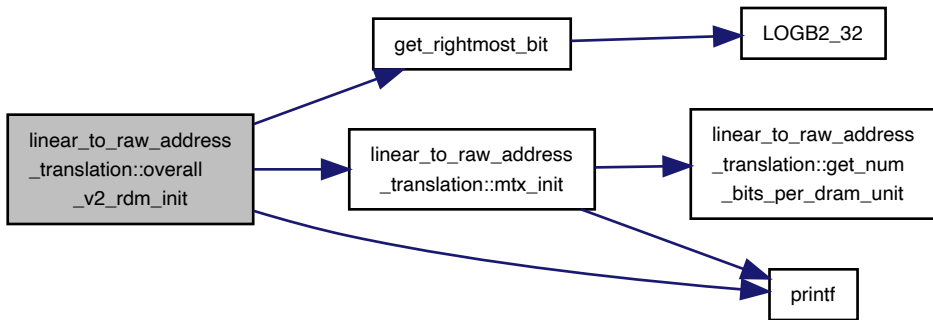 linear_to_raw_address
_translation::overall
_v2_rdm_init
get_rightmost_bit
LOGB2_32
linear_to_raw_address
_translation::mtx_init
linear_to_raw_address
_translation::get_num
_bits_per_dram_unit
printf